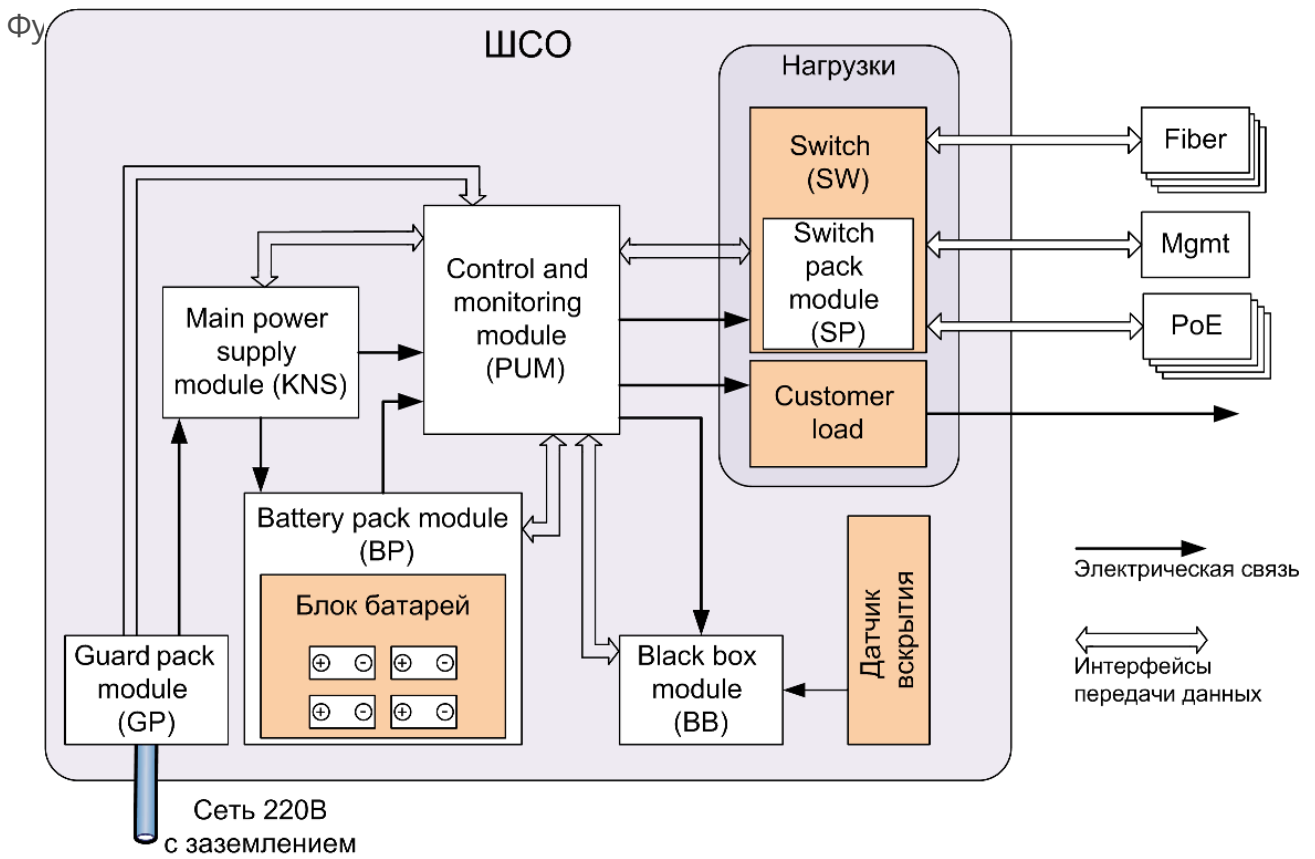 Фу
ШСО
Нагрузки
Switch
(SW)
Switch
pack
module
(SP)
Customer
load
Fiber
Mgmt
PoE
Control and
monitoring
module
(PUM)
Main power
supply
module (KNS)
Battery pack module
(BP)
Блок батарей
+ - + -
+ - + -
Guard pack
module
(GP)
Black box
module
(BB)
Датчик
вскрытия
Электрическая связь
Интерфейсы
передачи данных
Сеть 220В
с заземлением